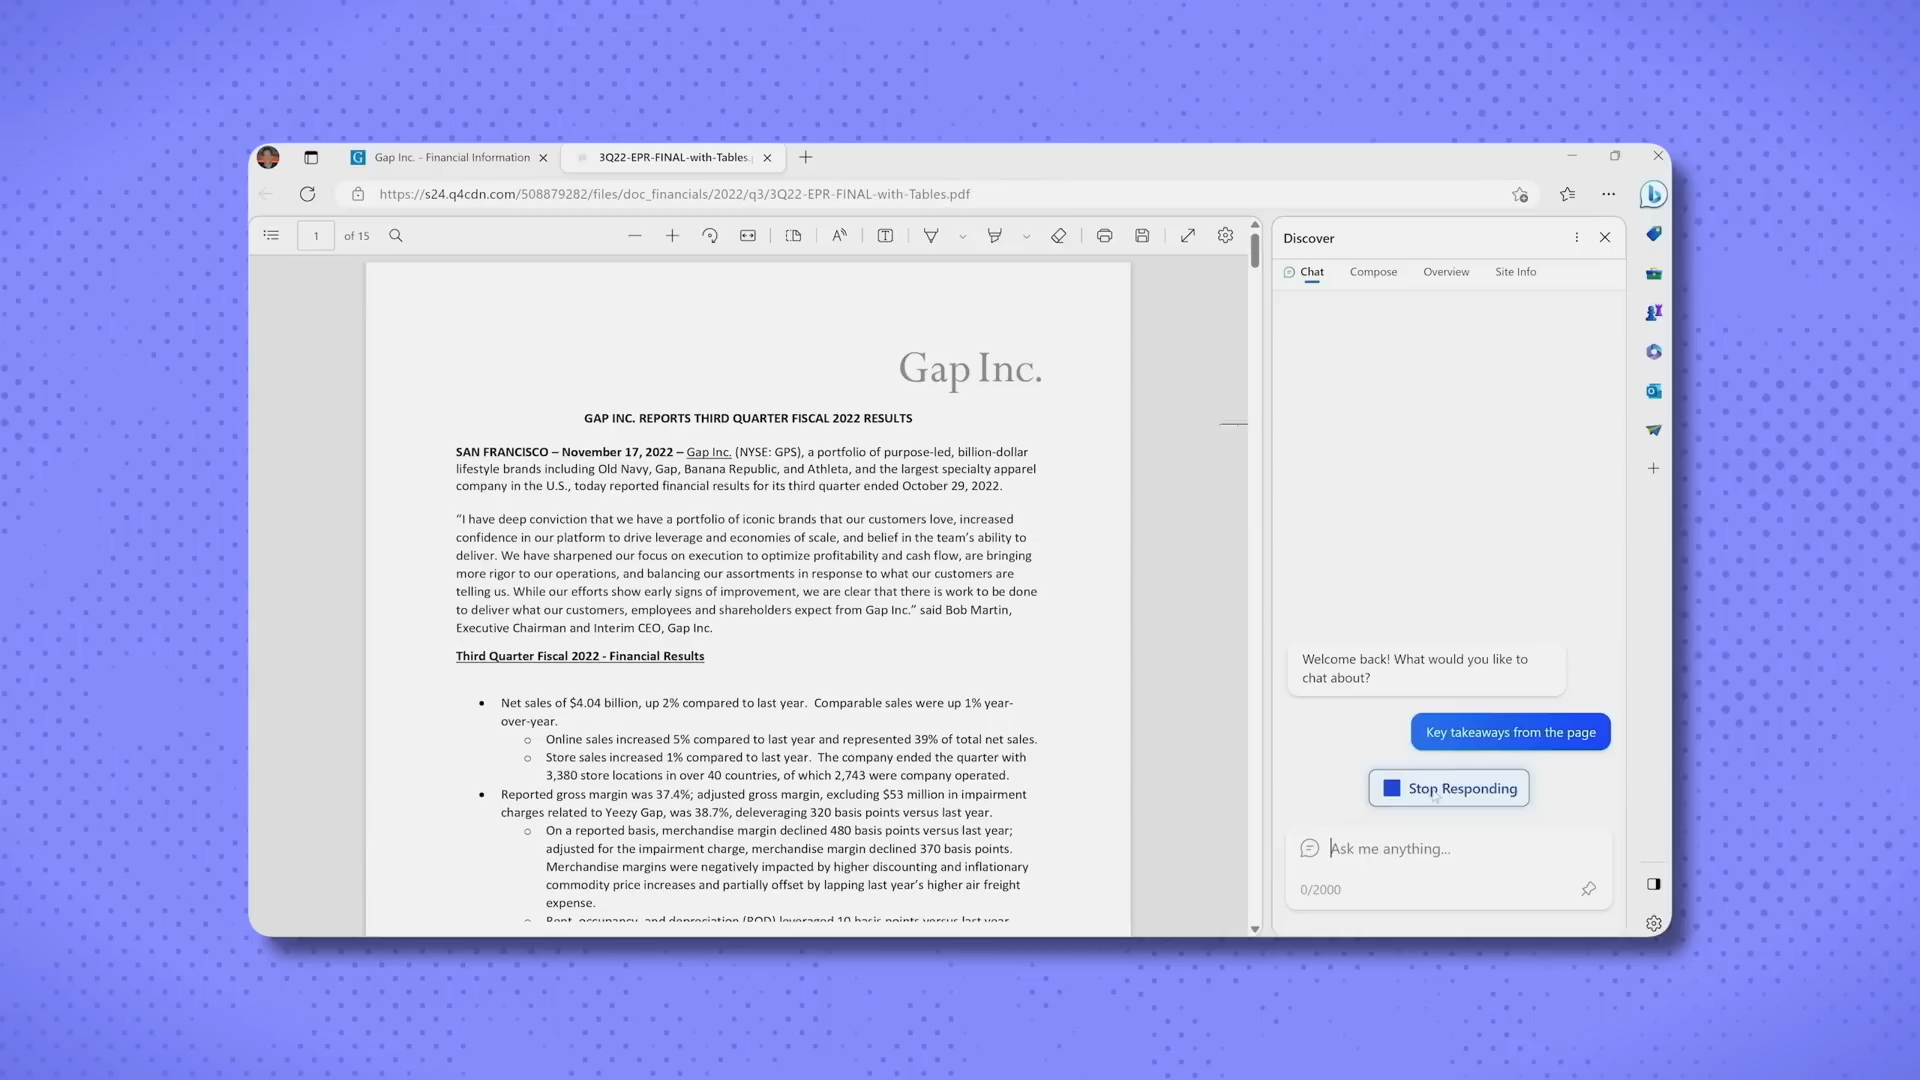 Gap Inc. - Financial Information
3Q22-EPR-FINAL-with-Tables.
https://s24.q4cdn.com/508879282/files/doc_financials/2022/q3/3Q22-EPR-FINAL-with-Tables.pdf
1 of 15
Gap Inc.
GAP INC. REPORTS THIRD QUARTER FISCAL 2022 RESULTS
SAN FRANCISCO – November 17, 2022 – Gap Inc. (NYSE: GPS), a portfolio of purpose-led, billion-dollar
lifestyle brands including Old Navy, Gap, Banana Republic, and Athleta, and the largest specialty apparel
company in the U.S., today reported financial results for its third quarter ended October 29, 2022.
“I have deep conviction that we have a portfolio of iconic brands that our customers love, increased
confidence in our platform to drive leverage and economies of scale, and belief in the team’s ability to
deliver. We have sharpened our focus on execution to optimize profitability and cash flow, are bringing
more rigor to our operations, and balancing our assortments in response to what our customers are
telling us. While our efforts show early signs of improvement, we are clear that there is work to be done
to deliver what our customers, employees and shareholders expect from Gap Inc.” said Bob Martin,
Executive Chairman and Interim CEO, Gap Inc.
Third Quarter Fiscal 2022 - Financial Results
• Net sales of $4.04 billion, up 2% compared to last year. Comparable sales were up 1% year-
over-year.
o Online sales increased 5% compared to last year and represented 39% of total net sales.
o Store sales increased 1% compared to last year. The company ended the quarter with
3,380 store locations in over 40 countries, of which 2,743 were company operated.
• Reported gross margin was 37.4%; adjusted gross margin, excluding $53 million in impairment
charges related to Yeezy Gap, was 38.7%, deleveraging 320 basis points versus last year.
o On a reported basis, merchandise margin declined 480 basis points versus last year;
adjusted for the impairment charge, merchandise margin declined 370 basis points.
Merchandise margins were negatively impacted by higher discounting and inflationary
commodity price increases and partially offset by lapping last year’s higher air freight
expense.
o Rent, occupancy, and depreciation (ROD) leveraged 10 basis points versus last year
Discover
Chat Compose Overview Site Info
Welcome back! What would you like to
chat about?
Key takeaways from the page
Stop Responding
Ask me anything...
0/2000